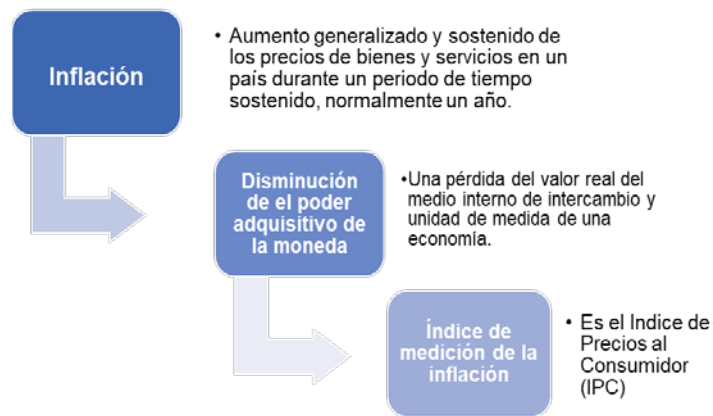 Inflación
• Aumento generalizado y sostenido de
los precios de bienes y servicios en un
país durante un periodo de tiempo
sostenido, normalmente un año.
Disminución
de el poder
adquisitivo de
la moneda
•Una pérdida del valor real del
medio interno de intercambio y
unidad de medida de una
economía.
Índice de
medición de la
inflación
• Es el Indice de
Precios al
Consumidor
(IPC)